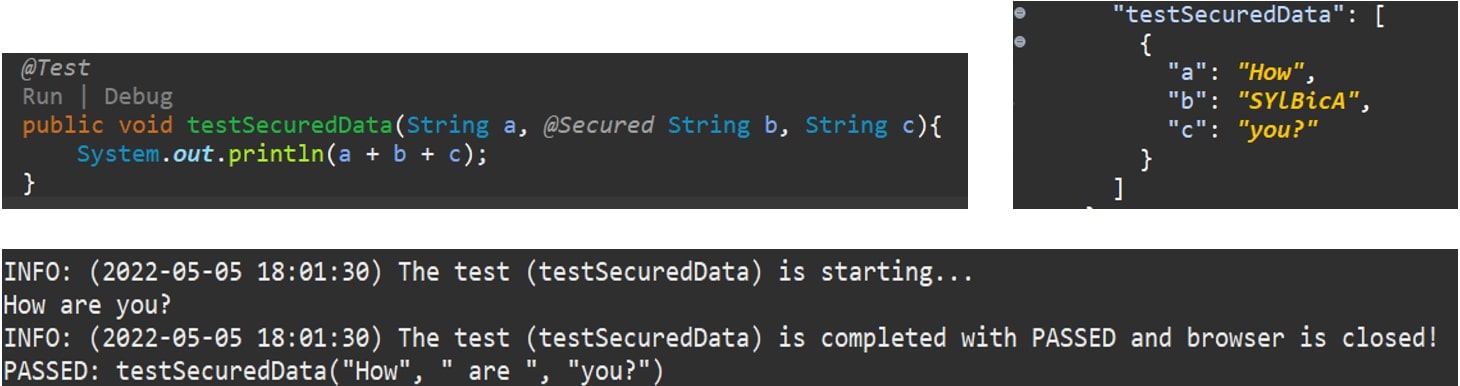 @Test
Run | Debug
public void testSecuredData(String a, @Secured String b, String c){
    System.out.println(a + b + c);
}
"testSecuredData": [
  {
    "a": "How",
    "b": "SYlBicA",
    "c": "you?"
  }
]
INFO: (2022-05-05 18:01:30) The test (testSecuredData) is starting...
How are you?
INFO: (2022-05-05 18:01:30) The test (testSecuredData) is completed with PASSED and browser is closed!
PASSED: testSecuredData("How", " are ", "you?")